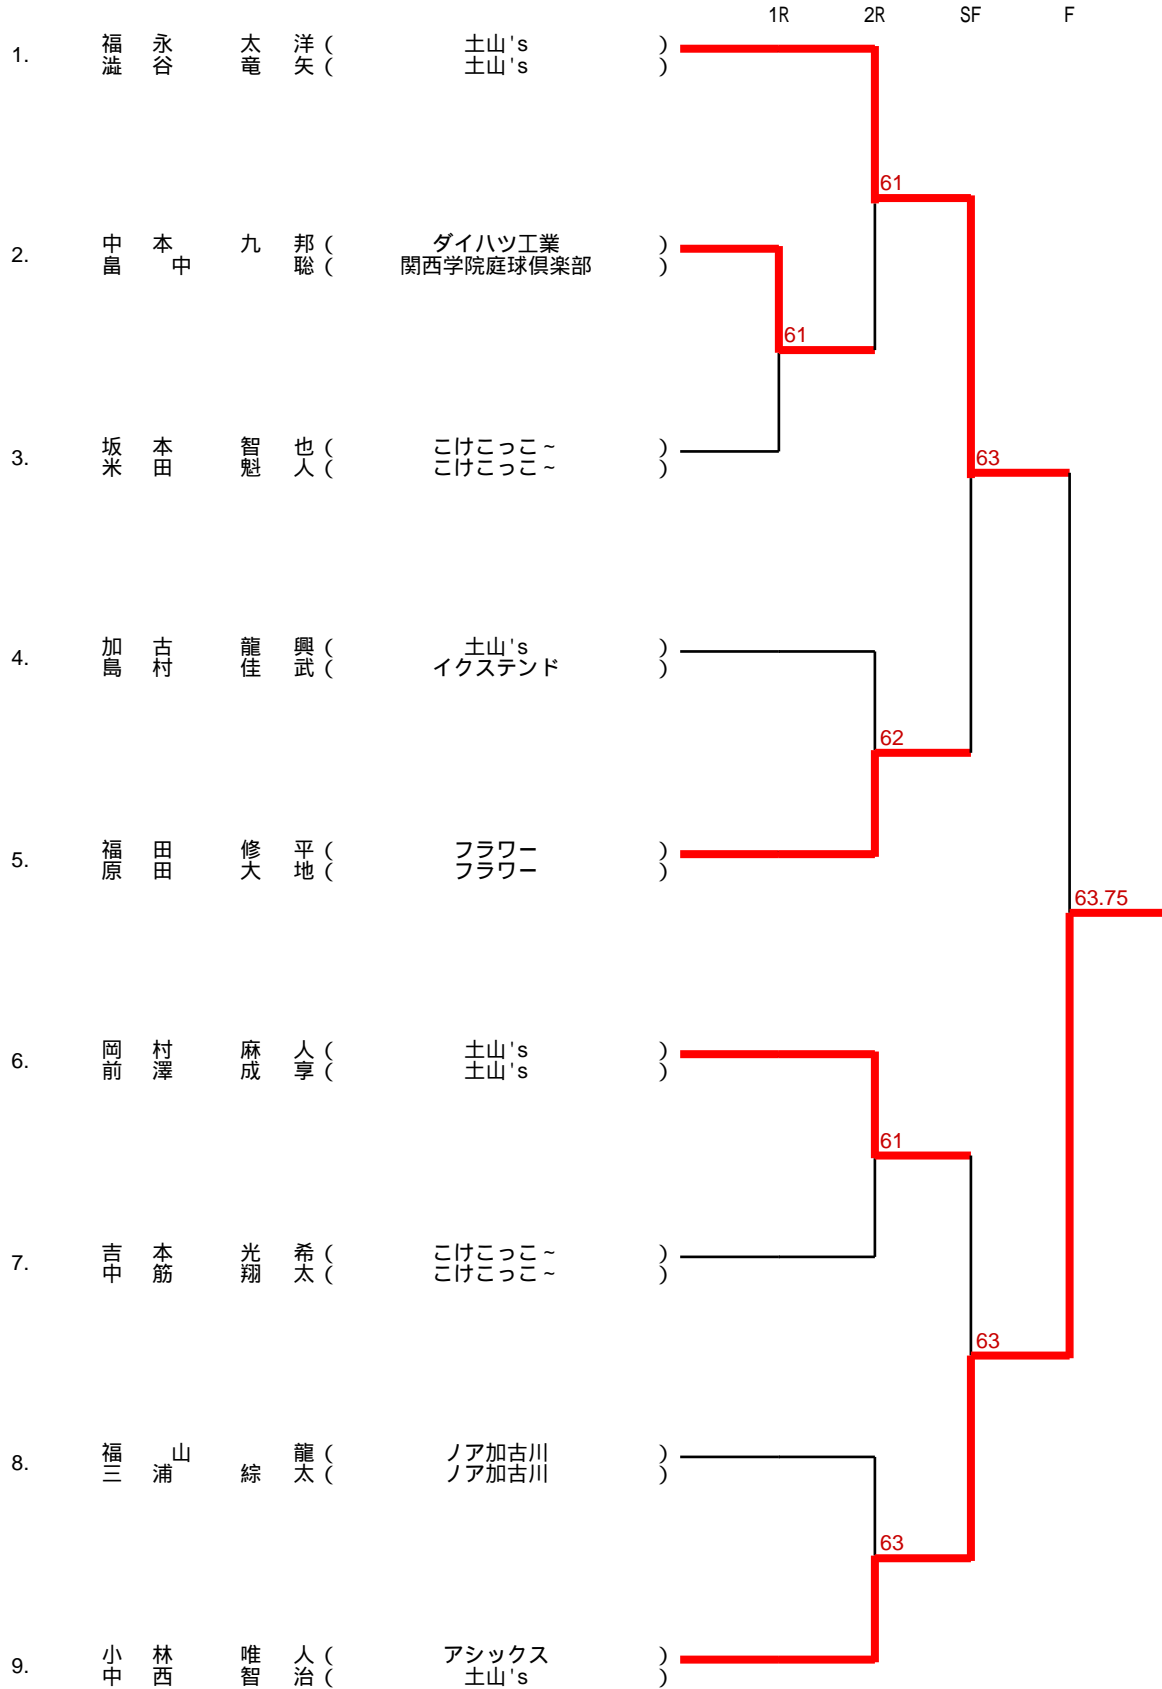 1R 2R SF F
1. 福永 太洋 ( 土山's )
澁谷 竜矢 ( 土山's )
61
2. 中本 九邦 ( ダイハツ工業 )
畠中 聡 ( 関西学院庭球倶楽部 )
61
3. 坂本 智也 ( こけこっこ~ )
米田 魁人 ( こけこっこ~ )
63
4. 加古 龍興 ( 土山's )
島村 佳武 ( イクステンド )
62
5. 福田 修平 ( フラワー )
原田 大地 ( フラワー )
63.75
6. 岡村 麻人 ( 土山's )
前澤 成享 ( 土山's )
61
7. 吉本 光希 ( こけこっこ~ )
中筋 翔太 ( こけこっこ~ )
63
8. 福山 龍 ( ノア加古川 )
三浦 綜太 ( ノア加古川 )
63
9. 小林 唯人 ( アシックス )
中西 智治 ( 土山's )